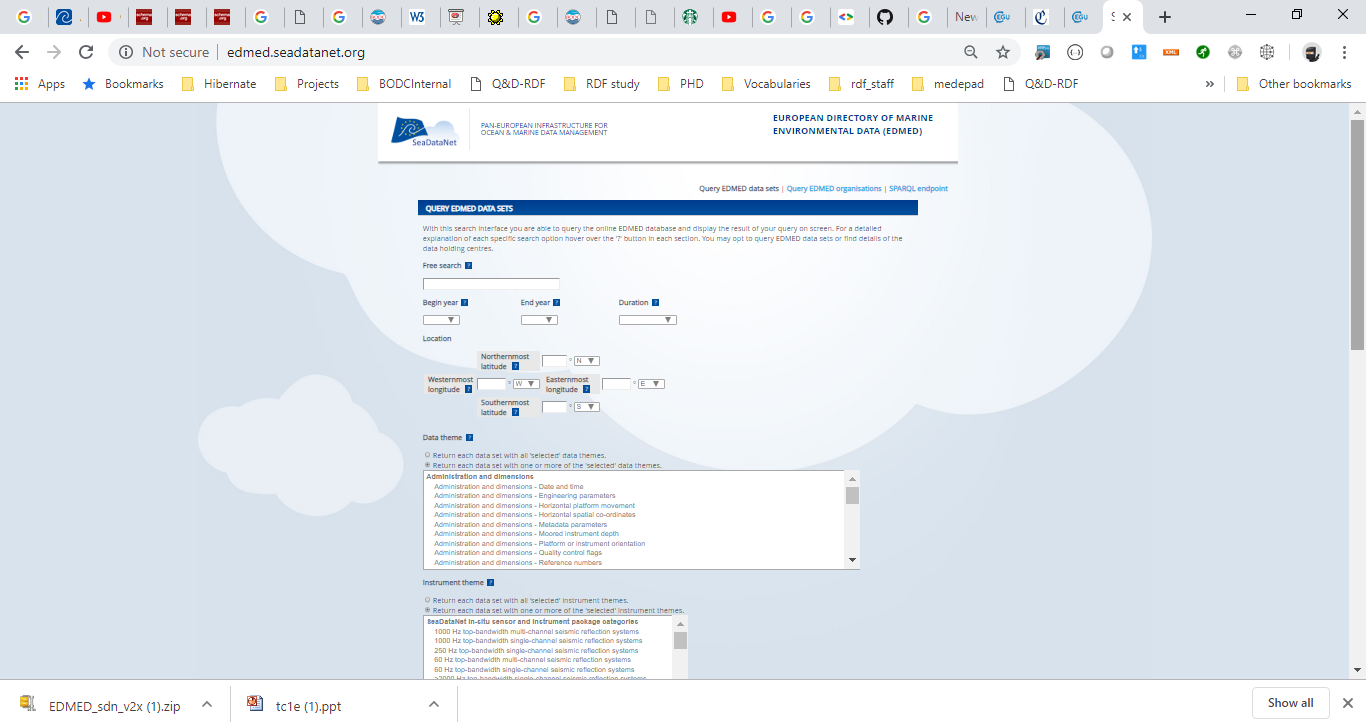 New
EGU
EGU
S
Not secure | edmed.seadatanet.org
Apps Bookmarks Hibernate Projects BODCInternal Q&D-RDF RDF study PHD Vocabularies rdf_staff medepad Q&D-RDF » Other bookmarks
SeaDataNet
PAN-EUROPEAN INFRASTRUCTURE FOR
OCEAN & MARINE DATA MANAGEMENT
EUROPEAN DIRECTORY OF MARINE
ENVIRONMENTAL DATA (EDMED)
Query EDMED data sets | Query EDMED organisations | SPARQL endpoint
QUERY EDMED DATA SETS
With this search interface you are able to query the online EDMED database and display the result of your query on screen. For a detailed
explanation of each specific search option hover over the '?' button in each section. You may opt to query EDMED data sets or find details of the
data holding centres.
Free search ?
Begin year ? End year ? Duration ?
Location
Northernmost
latitude ? ° N
Westernmost
longitude ? ° W
Easternmost
longitude ? ° E
Southernmost
latitude ? ° S
Data theme ?
Return each data set with all 'selected' data themes.
Return each data set with one or more of the 'selected' data themes.
Administration and dimensions
Administration and dimensions - Date and time
Administration and dimensions - Engineering parameters
Administration and dimensions - Horizontal platform movement
Administration and dimensions - Horizontal spatial co-ordinates
Administration and dimensions - Metadata parameters
Administration and dimensions - Moored instrument depth
Administration and dimensions - Platform or instrument orientation
Administration and dimensions - Quality control flags
Administration and dimensions - Reference numbers
Instrument theme ?
Return each data set with all 'selected' instrument themes.
Return each data set with one or more of the 'selected' instrument themes.
SeaDataNet in-situ sensor and instrument package categories
1000 Hz top-bandwidth multi-channel seismic reflection systems
1000 Hz top-bandwidth single-channel seismic reflection systems
250 Hz top-bandwidth single-channel seismic reflection systems
60 Hz top-bandwidth multi-channel seismic reflection systems
60 Hz top-bandwidth single-channel seismic reflection systems
>2000 Hz top-bandwidth single-channel seismic reflection systems
EDMED_sdn_v2x (1).zip
tc1e (1).ppt
Show all